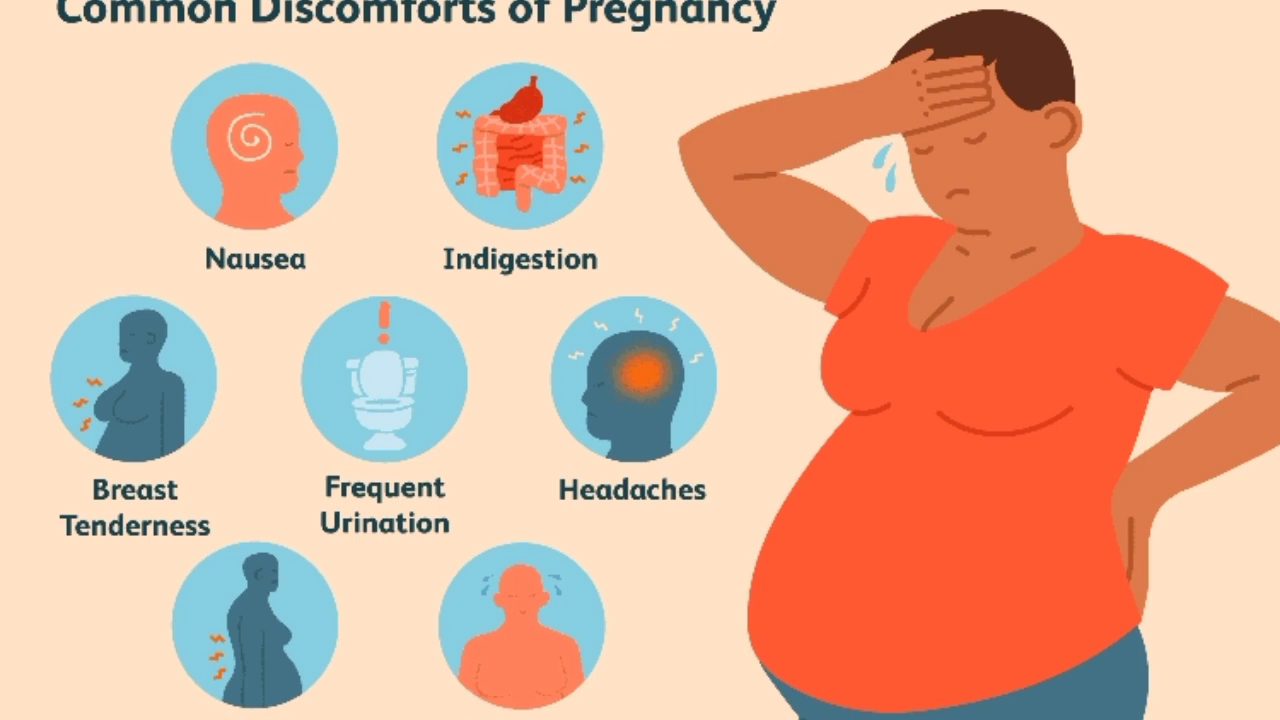 Common Discomforts of Pregnancy
Nausea
Indigestion
Breast
Tenderness
Frequent
Urination
Headaches